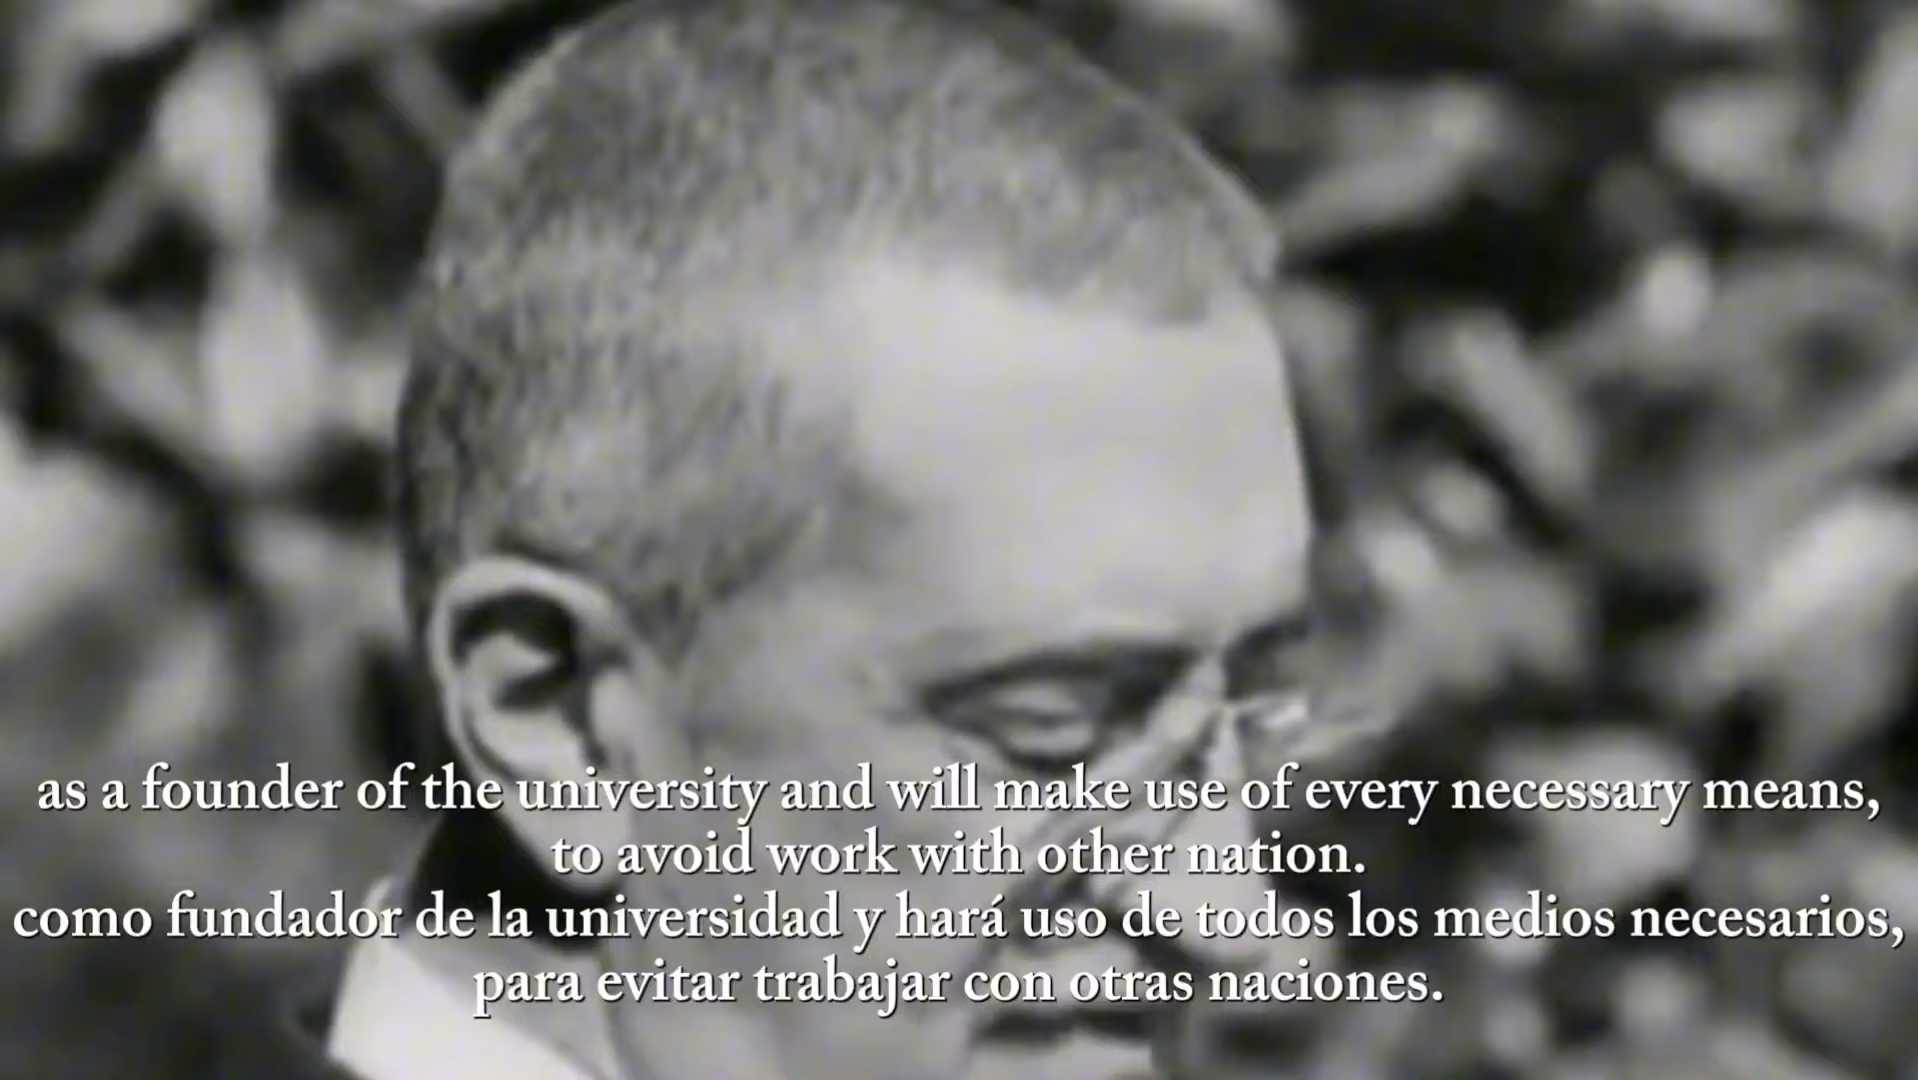 as a founder of the university and will make use of every necessary means,
to avoid work with other nation.
como fundador de la universidad y hará uso de todos los medios necesarios,
para evitar trabajar con otras naciones.